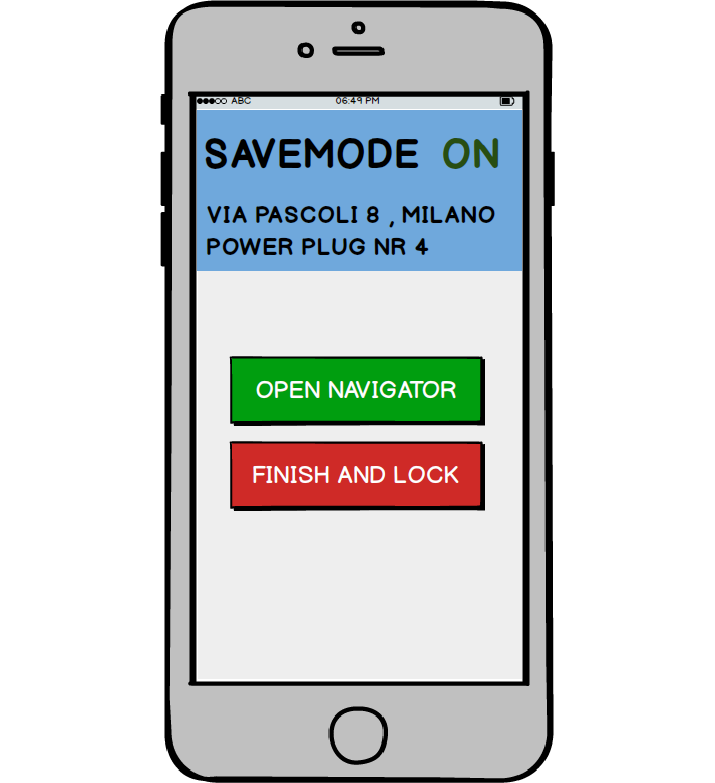 ABC 06:49 PM
SAVEMODE ON
VIA PASCOLI 8 , MILANO
POWER PLUG NR 4
OPEN NAVIGATOR
FINISH AND LOCK